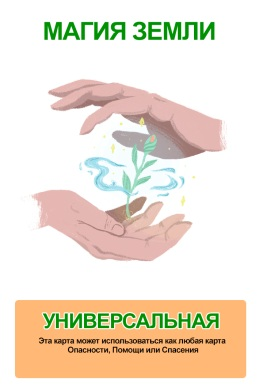 МАГИЯ ЗЕМЛИ
УНИВЕРСАЛЬНАЯ
Эта карта может использоваться как любая карта
Опасности, Помощи или Спасения